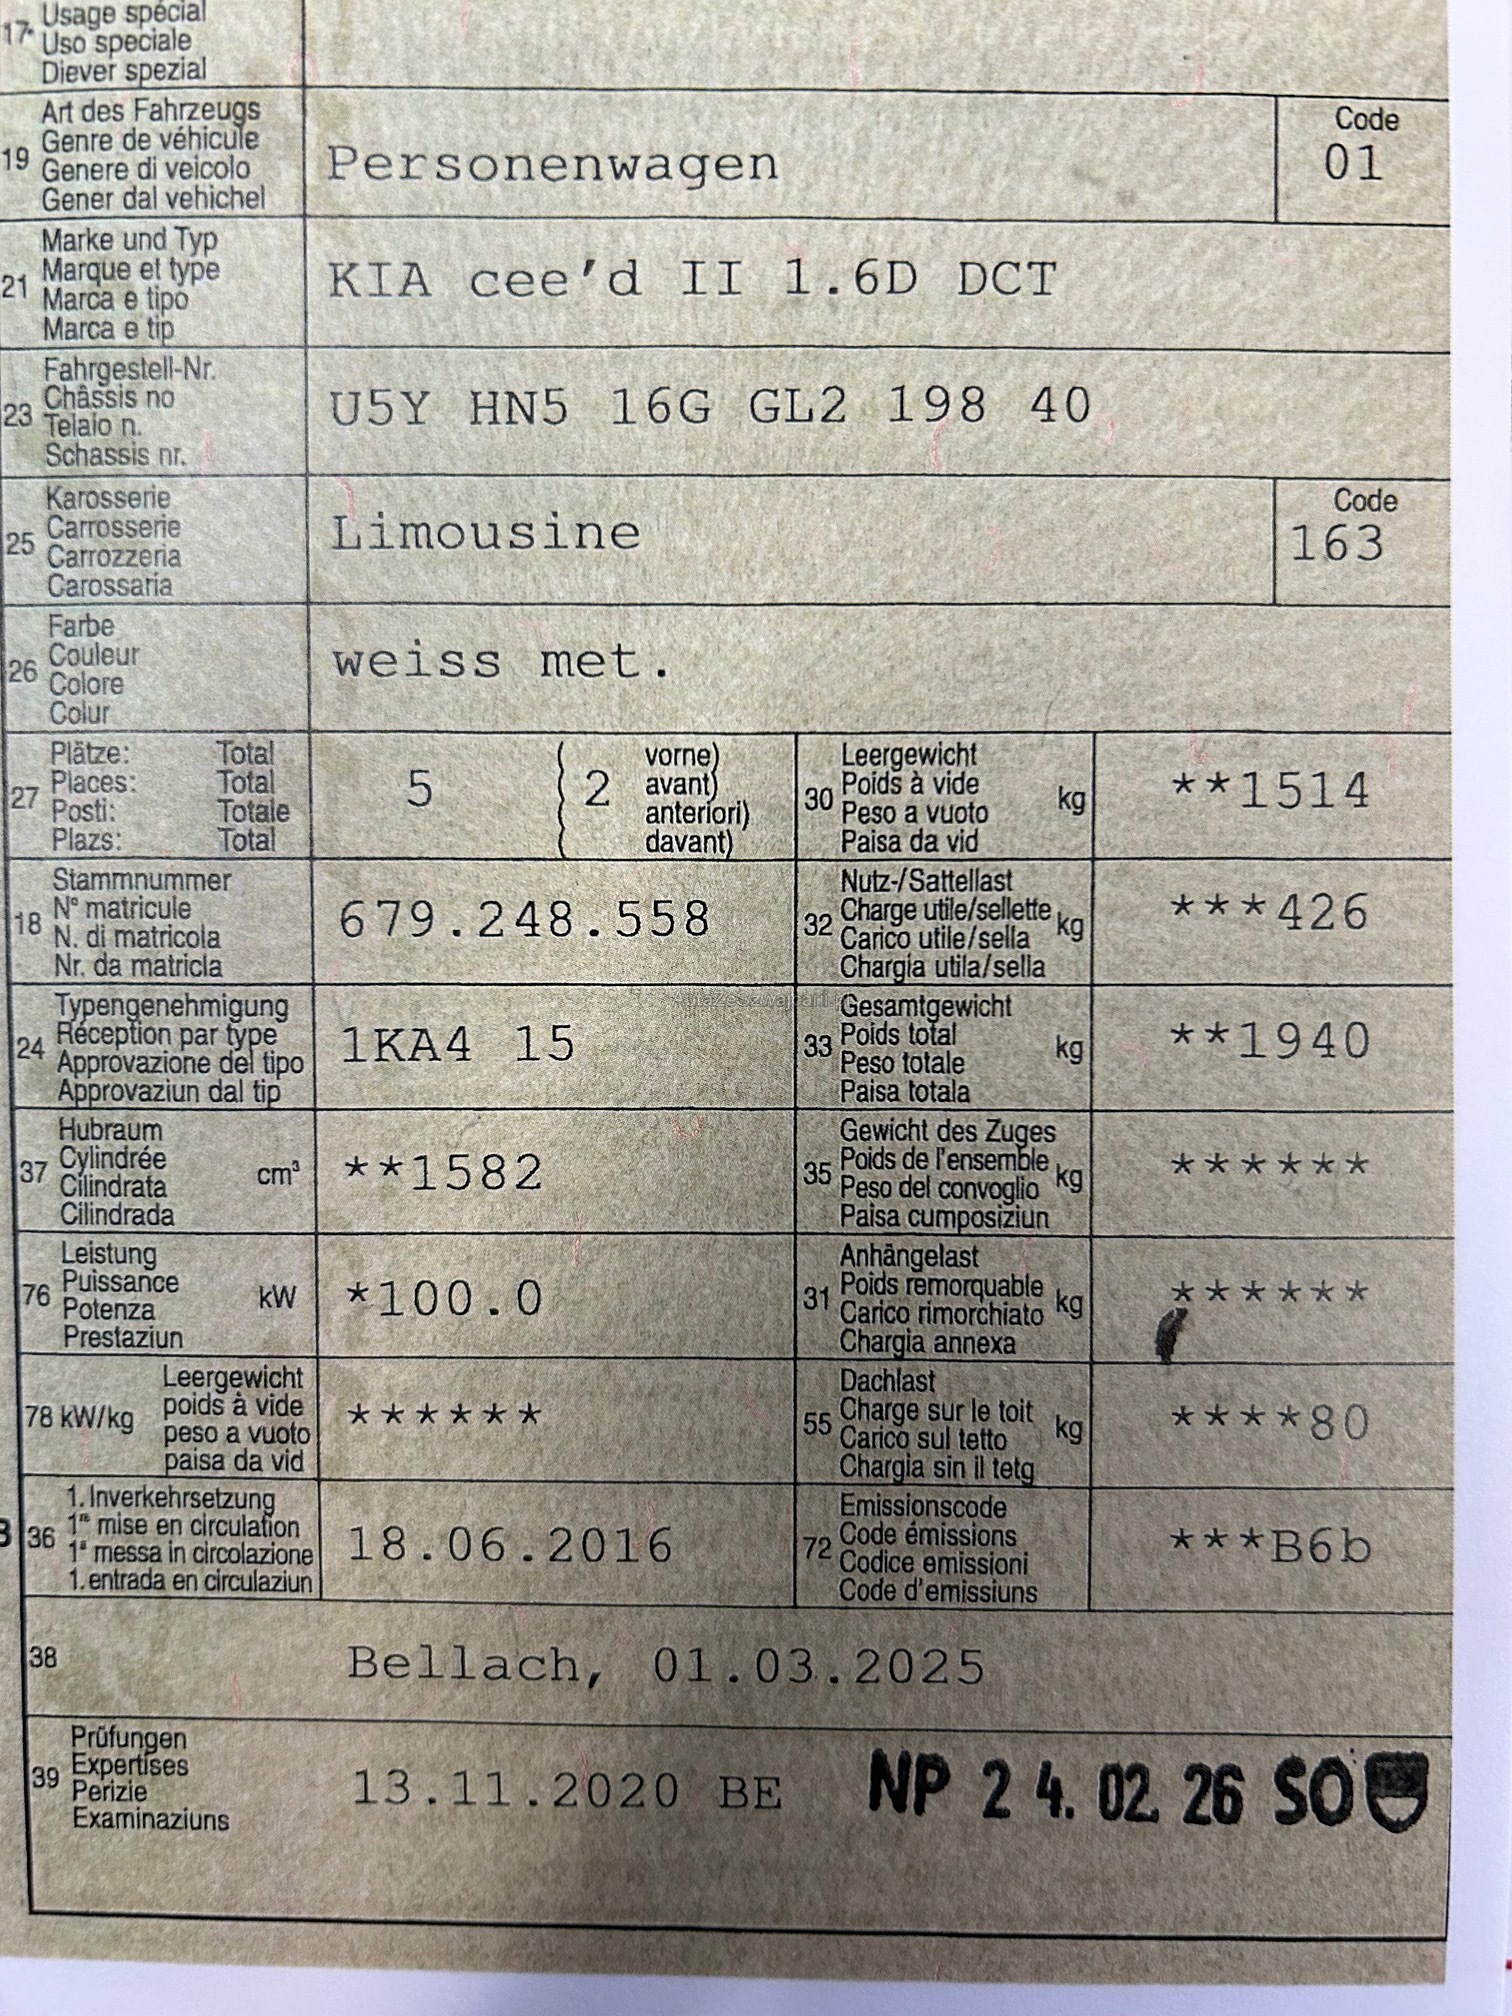 17. Usage spécial
Uso speciale
Diever spezial
19 Art des Fahrzeugs
Genre de véhicule
Genere di veicolo
Gener dal vehichel
Personenwagen
Code
01
21 Marke und Typ
Marque et type
Marca e tipo
Marca e tip
KIA cee'd II 1.6D DCT
23 Fahrgestell-Nr.
Châssis no
Telaio n.
Schassis nr.
U5Y HN5 16G GL2 198 40
25 Karosserie
Carrosserie
Carrozzeria
Carossaria
Limousine
Code
163
26 Farbe
Couleur
Colore
Colur
weiss met.
27 Plätze: Total
Places: Total
Posti: Totale
Plazs: Total
5 ( 2 vorne)
avant)
anteriori)
davant)
30 Leergewicht
Poids à vide
Peso a vuoto
Paisa da vid
kg
**1514
18 Stammnummer
N° matricule
N. di matricola
Nr. da matricla
679.248.558
32 Nutz-/Sattellast
Charge utile/sellette
Carico utile/sella
Chargia utila/sella
kg
***426
24 Typengenehmigung
Réception par type
Approvazione del tipo
Approvaziun dal tip
1KA4 15
33 Gesamtgewicht
Poids total
Peso totale
Paisa totala
kg
**1940
37 Hubraum
Cylindrée
Cilindrata
Cilindrada
cm³
**1582
35 Gewicht des Zuges
Poids de l'ensemble
Peso del convoglio
Paisa cumposiziun
kg
******
76 Leistung
Puissance
Potenza
Prestaziun
kW
*100.0
31 Anhängelast
Poids remorquable
Carico rimorchiato
Chargia annexa
kg
******
78 kW/kg
Leergewicht
poids à vide
peso a vuoto
paisa da vid
******
55 Dachlast
Charge sur le toit
Carico sul tetto
Chargia sin il tetg
kg
****80
36 1. Inverkehrsetzung
1re mise en circulation
1a messa in circolazione
1. entrada en circulaziun
18.06.2016
72 Emissionscode
Code émissions
Codice emissioni
Code d'emissiuns
***B6b
38
Bellach, 01.03.2025
39 Prüfungen
Expertises
Perizie
Examinaziuns
13.11.2020 BE
NP 24.02.26 SO